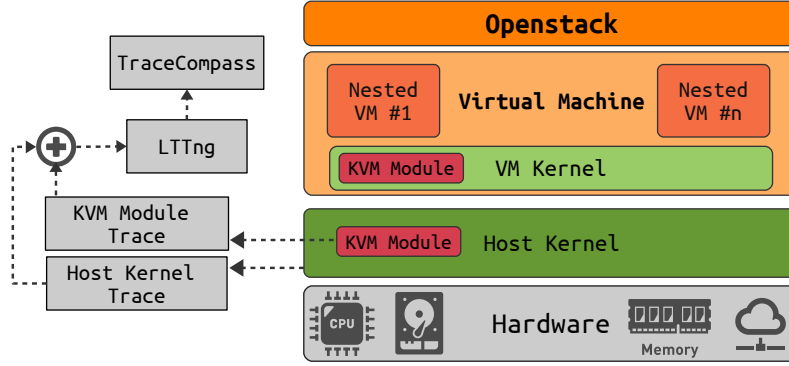 Openstack
TraceCompass
Nested
VM #1
Virtual Machine
Nested
VM #n
LTTng
KVM Module
VM Kernel
KVM Module
Trace
KVM Module
Host Kernel
Host Kernel
Trace
CPU
Hardware
Memory